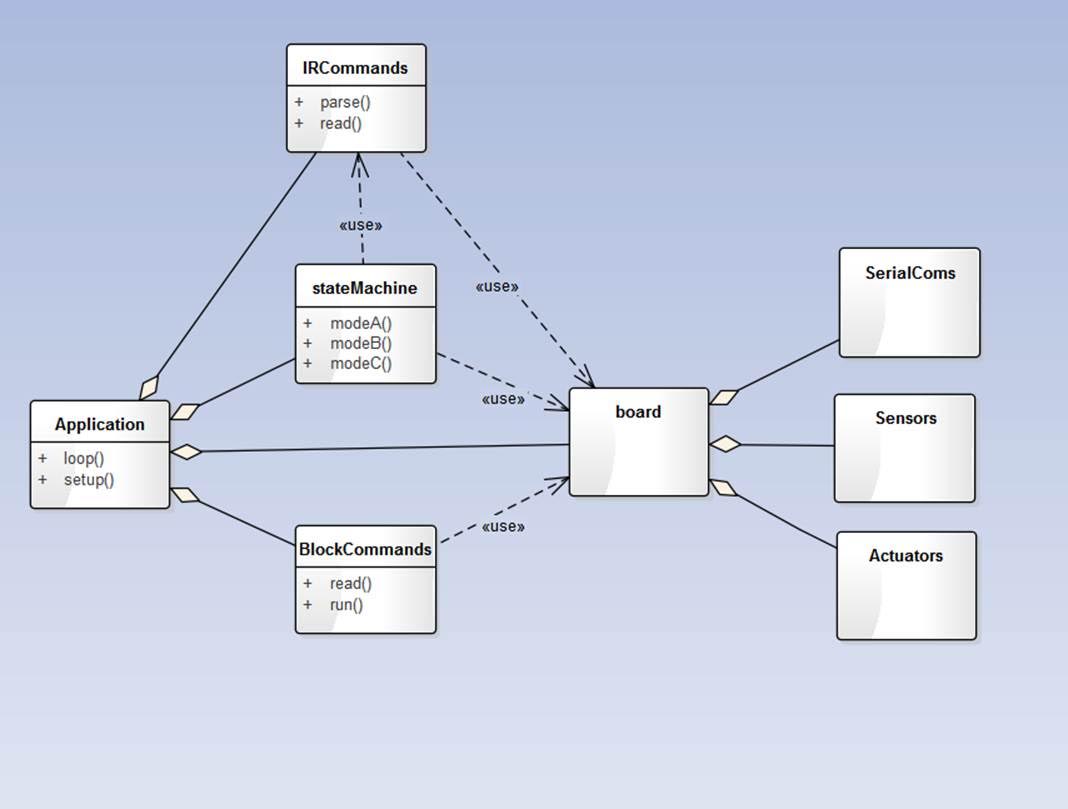 IRCommands
+ parse()
+ read()
«use»
«use»
stateMachine
+ modeA()
+ modeB()
+ modeC()
«use»
Application
+ loop()
+ setup()
board
SerialComs
Sensors
Actuators
«use»
BlockCommands
+ read()
+ run()